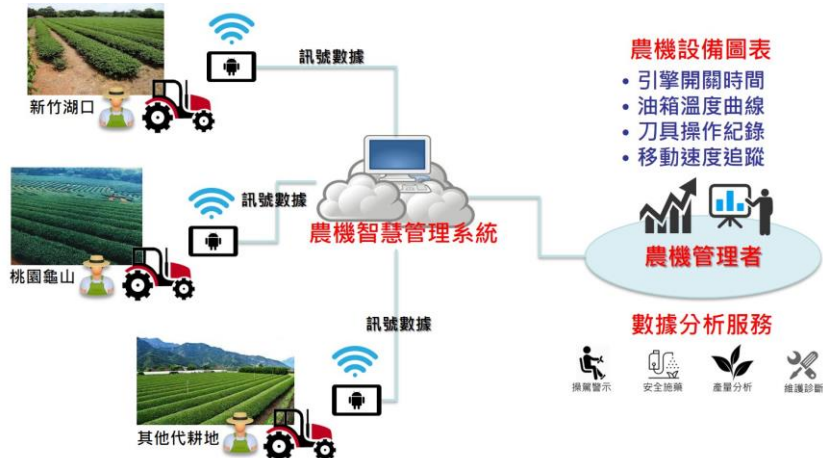 新竹湖口
訊號數據
桃園龜山
訊號數據
其他代耕地
訊號數據
農機智慧管理系統
農機設備圖表
• 引擎開關時間
• 油箱溫度曲線
• 刀具操作紀錄
• 移動速度追蹤
農機管理者
數據分析服務
操駕警示
安全施藥
產量分析
維護診斷